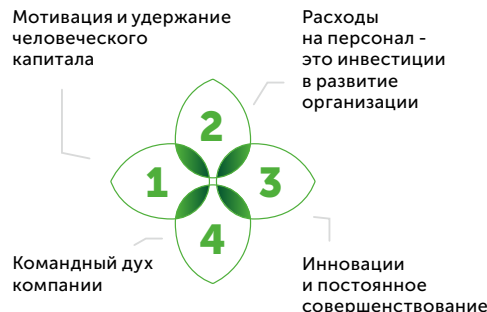 Мотивация и удержание
человеческого
капитала
Расходы
на персонал -
это инвестиции
в развитие
организации
2
1
3
4
Командный дух
компании
Инновации
и постоянное
совершенствование